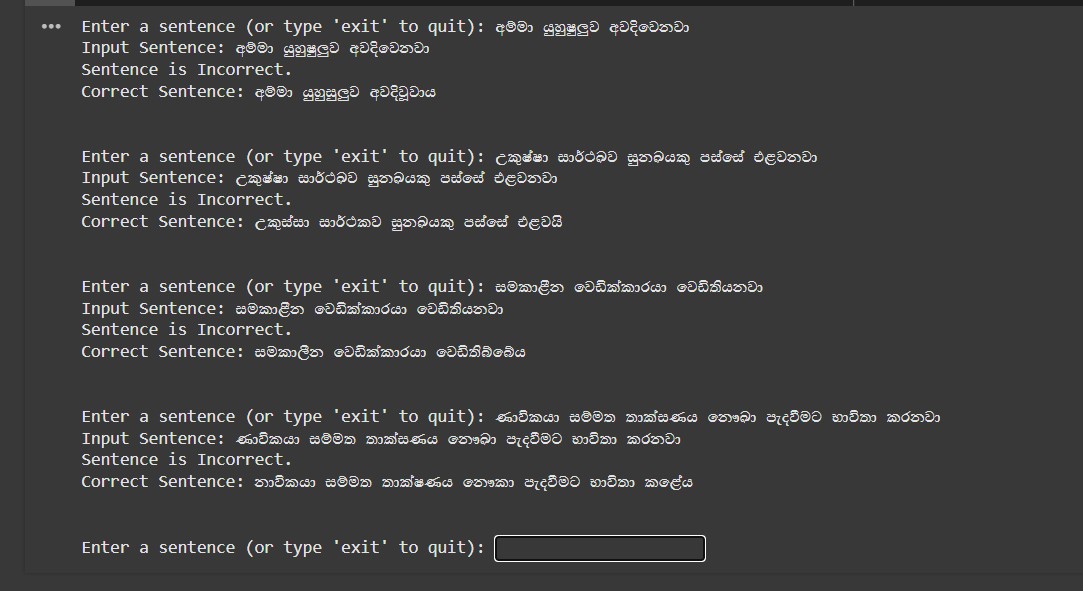 Enter a sentence (or type 'exit' to quit): අම්මා යුහුෂුලුව අවදිවෙනවා
Input Sentence: අම්මා යුහුෂුලුව අවදිවෙනවා
Sentence is Incorrect.
Correct Sentence: අම්මා යුහුසුලුව අවදිවූවාය
Enter a sentence (or type 'exit' to quit): උකුෂ්ෂා සාර්ථඛව සුනඛයකු පස්සේ එළවනවා
Input Sentence: උකුෂ්ෂා සාර්ථඛව සුනඛයකු පස්සේ එළවනවා
Sentence is Incorrect.
Correct Sentence: උකුස්සා සාර්ථකව සුනඛයකු පස්සේ එළවයි
Enter a sentence (or type 'exit' to quit): සමකාළීන වෙඩික්කාරයා වෙඩිතියනවා
Input Sentence: සමකාළීන වෙඩික්කාරයා වෙඩිතියනවා
Sentence is Incorrect.
Correct Sentence: සමකාලීන වෙඩික්කාරයා වෙඩිතිබ්බේය
Enter a sentence (or type 'exit' to quit): ණාවිකයා සම්මත තාක්සණය නෞඛා පැදවීමට භාවිතා කරනවා
Input Sentence: ණාවිකයා සම්මත තාක්සණය නෞඛා පැදවීමට භාවිතා කරනවා
Sentence is Incorrect.
Correct Sentence: නාවිකයා සම්මත තාක්ෂණය නෞකා පැදවීමට භාවිතා කළේය
Enter a sentence (or type 'exit' to quit):